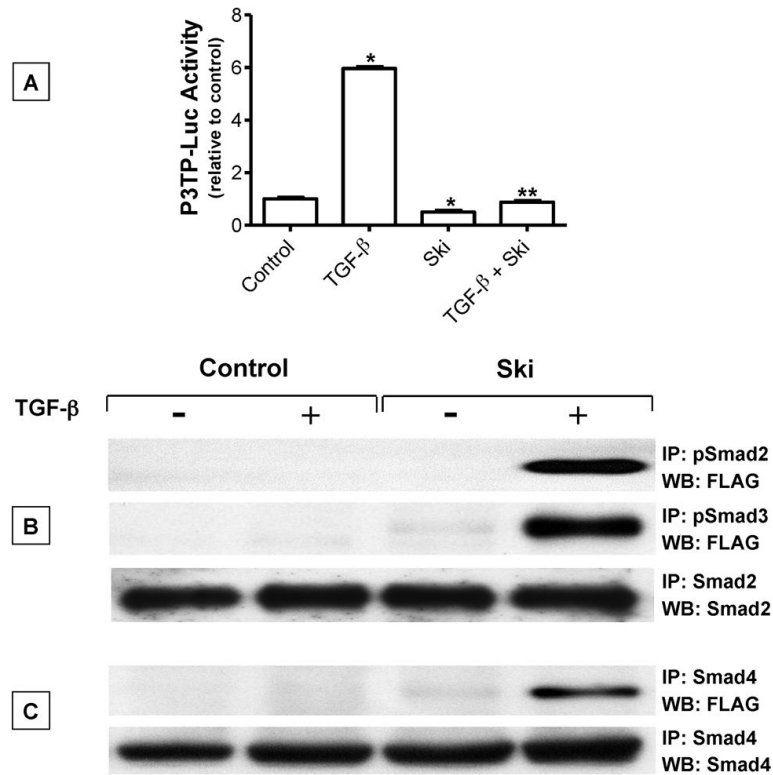 A
P3TP-Luc Activity
(relative to control)
8
6
4
2
0
*
*
**
Control
TGF-β
Ski
TGF-β + Ski
Control Ski
TGF-β - + - +
IP: pSmad2
WB: FLAG
B
IP: pSmad3
WB: FLAG
IP: Smad2
WB: Smad2
C
IP: Smad4
WB: FLAG
IP: Smad4
WB: Smad4